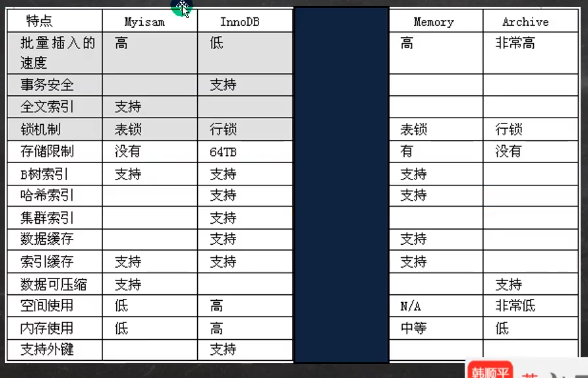 特点 Myisam InnoDB Memory Archive
批量插入的 高 低 高 非常高
速度
事务安全 支持
全文索引 支持
锁机制 表锁 行锁 表锁 行锁
存储限制 没有 64TB 有 没有
B树索引 支持 支持 支持
哈希索引 支持 支持
集群索引 支持
数据缓存 支持 支持
索引缓存 支持 支持 支持
数据可压缩 支持 支持
空间使用 低 高 N/A 非常低
内存使用 低 高 中等 低
支持外键 支持
韩顺平